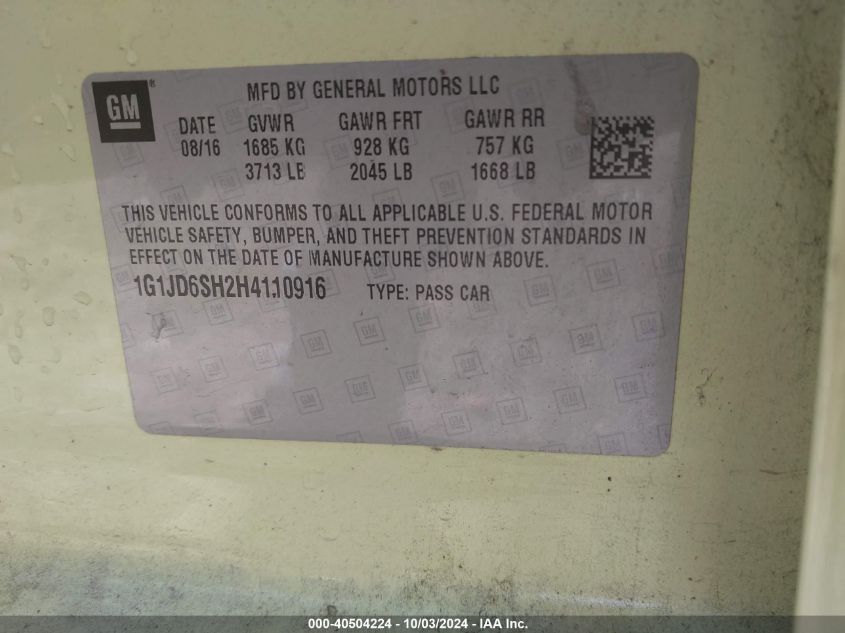 GM
MFD BY GENERAL MOTORS LLC
DATE GVWR GAWR FRT GAWR RR
08/16 1685 KG 928 KG 757 KG
3713 LB 2045 LB 1668 LB
THIS VEHICLE CONFORMS TO ALL APPLICABLE U.S. FEDERAL MOTOR
VEHICLE SAFETY, BUMPER, AND THEFT PREVENTION STANDARDS IN
EFFECT ON THE DATE OF MANUFACTURE SHOWN ABOVE.
1G1JD6SH2H4110916 TYPE: PASS CAR
000-40504224 - 10/03/2024 - IAA Inc.